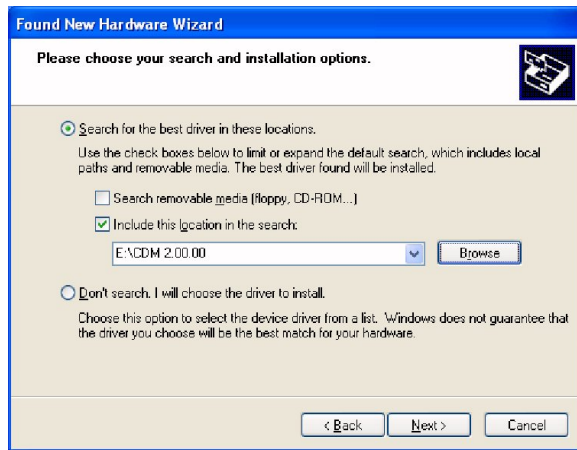 Found New Hardware Wizard
Please choose your search and installation options.
Search for the best driver in these locations.
Use the check boxes below to limit or expand the default search, which includes local
paths and removable media. The best driver found will be installed.
Search removable media (floppy, CD-ROM...)
Include this location in the search:
E:\CDM 2.00.00
Browse
Don't search. I will choose the driver to install.
Choose this option to select the device driver from a list. Windows does not guarantee that
the driver you choose will be the best match for your hardware.
< Back
Next >
Cancel